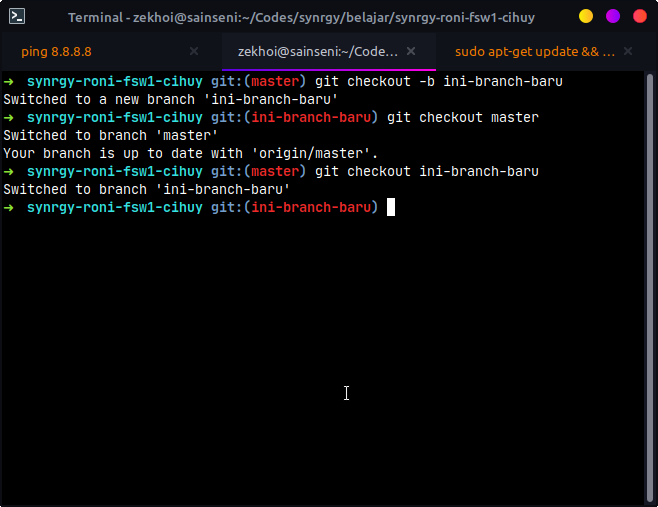 Terminal - zekhoi@sainseni:~/Codes/synrgy/belajar/synrgy-roni-fsw1-cihuy
ping 8.8.8.8
zekhoi@sainseni:~/Code...
sudo apt-get update && ...
➜  synrgy-roni-fsw1-cihuy git:(master) git checkout -b ini-branch-baru
Switched to a new branch 'ini-branch-baru'
➜  synrgy-roni-fsw1-cihuy git:(ini-branch-baru) git checkout master
Switched to branch 'master'
Your branch is up to date with 'origin/master'.
➜  synrgy-roni-fsw1-cihuy git:(master) git checkout ini-branch-baru
Switched to branch 'ini-branch-baru'
➜  synrgy-roni-fsw1-cihuy git:(ini-branch-baru)